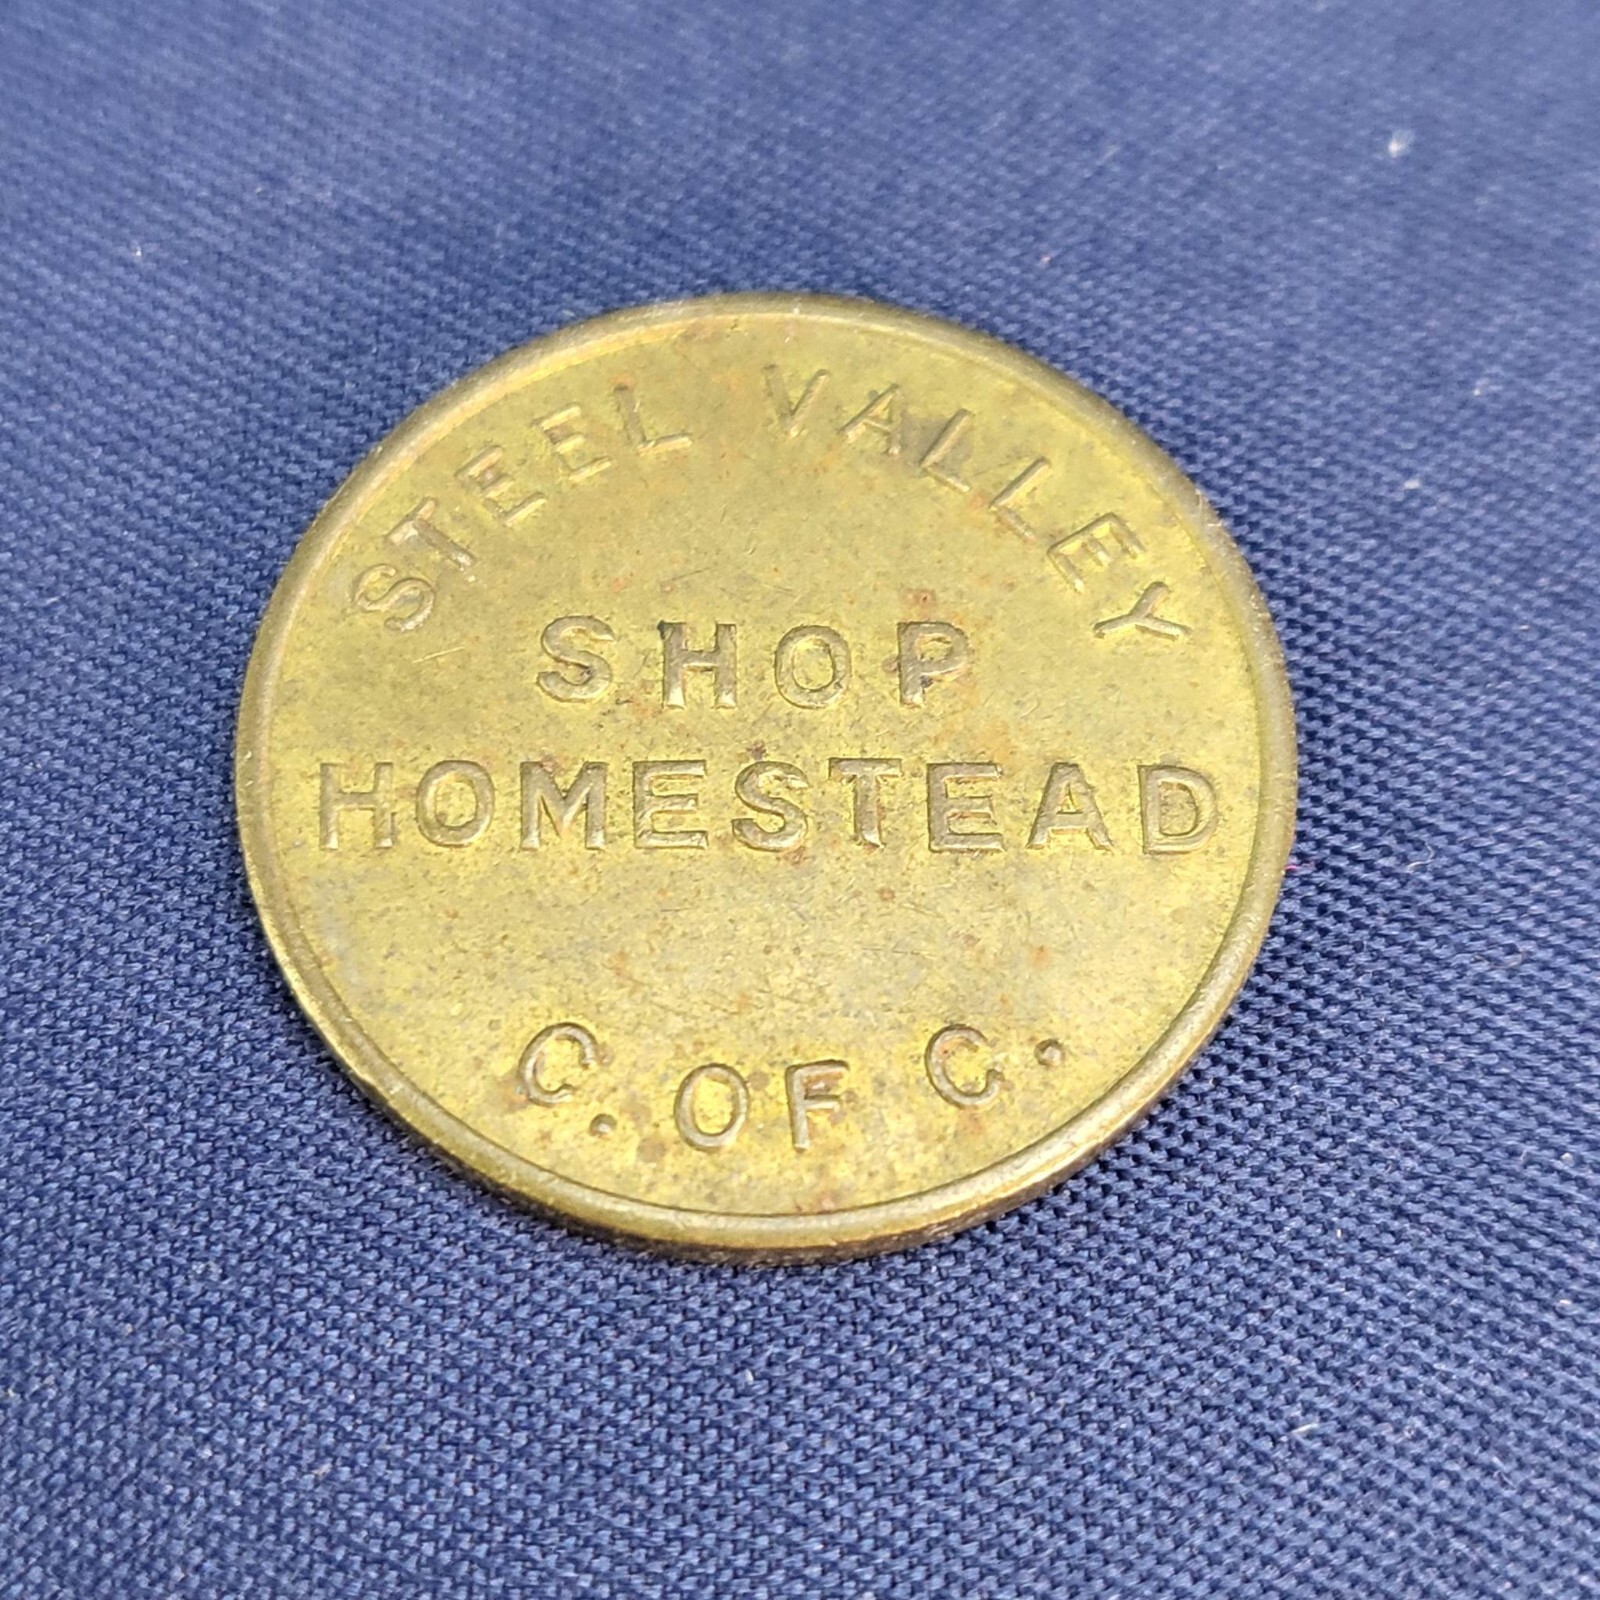 STEEL VALLEY
SHOP
HOMESTEAD
C. OF C.